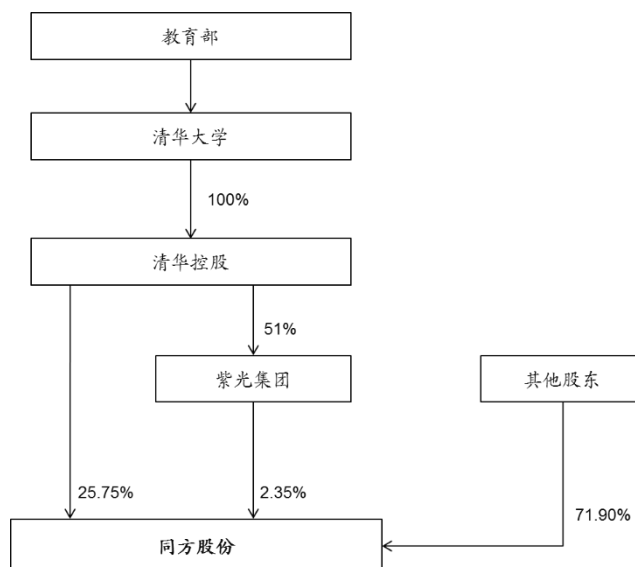 教育部
清华大学
100%
清华控股
51%
紫光集团
其他股东
25.75%
2.35%
71.90%
同方股份